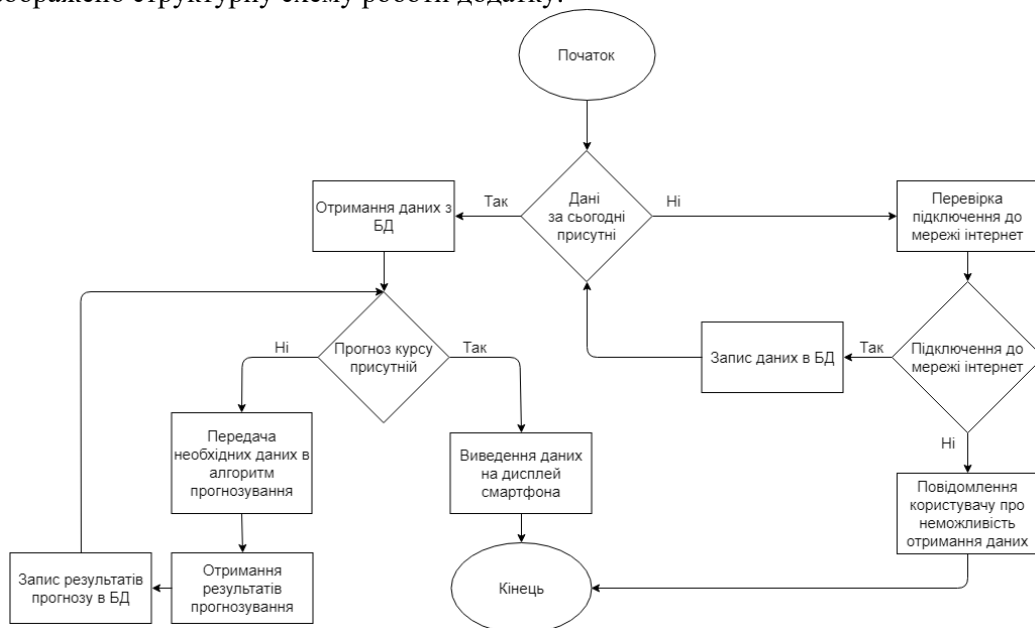 зображено структурну схему роботи додатку.
Початок
Дані
за сьогодні
присутні
Так
Ні
Отримання даних з
БД
Перевірка
підключення до
мережі інтернет
Прогноз курсу
присутній
Ні
Так
Запис даних в БД
Так
Підключення до
мережі інтернет
Ні
Передача
необхідних даних в
алгоритм
прогнозування
Виведення даних
на дисплей
смартфона
Повідомлення
користувачу про
неможливість
отримання даних
Запис результатів
прогнозу в БД
Отримання
результатів
прогнозування
Кінець